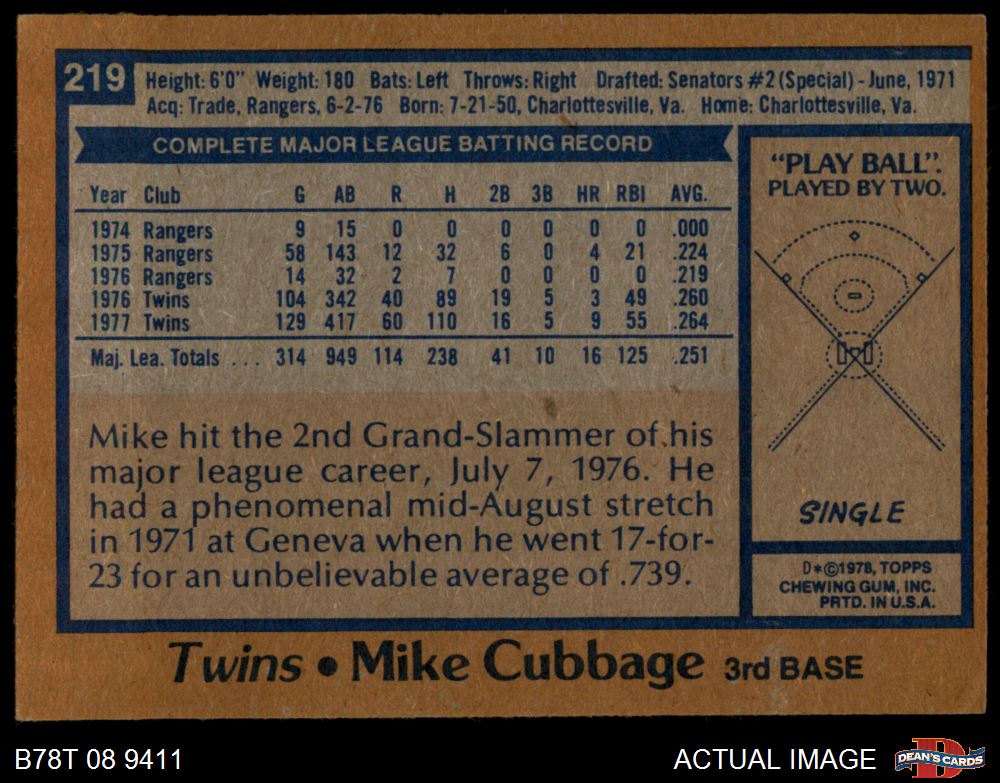 219
Height: 6'0" Weight: 180 Bats: Left Throws: Right Drafted: Senators #2 (Special) - June, 1971
Acq: Trade, Rangers, 6-2-76 Born: 7-21-50, Charlottesville, Va. Home: Charlottesville, Va.
COMPLETE MAJOR LEAGUE BATTING RECORD
Year Club G AB R H 2B 3B HR RBI AVG.
1974 Rangers 9 15 0 0 0 0 0 0 .000
1975 Rangers 58 143 12 32 6 0 4 21 .224
1976 Rangers 14 32 2 7 0 0 0 0 .219
1976 Twins 104 342 40 89 19 5 3 49 .260
1977 Twins 129 417 60 110 16 5 9 55 .264
Maj. Lea. Totals ... 314 949 114 238 41 10 16 125 .251
Mike hit the 2nd Grand-Slammer of his
major league career, July 7, 1976. He
had a phenomenal mid-August stretch
in 1971 at Geneva when he went 17-for-
23 for an unbelievable average of .739.
"PLAY BALL".
PLAYED BY TWO.
SINGLE
D*©1978, TOPPS
CHEWING GUM, INC.
PRTD. IN U.S.A.
Twins • Mike Cubbage 3rd BASE
B78T 08 9411
ACTUAL IMAGE
D
DEAN'S CARDS